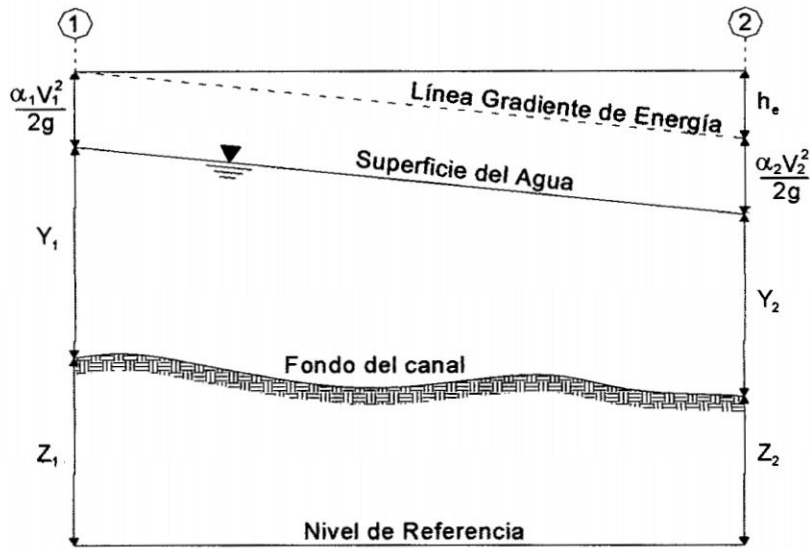 1
2
α₁V₁²
2g
Línea Gradiente de Energía
hₑ
Superficie del Agua
α₂V₂²
2g
Y₁
Y₂
Fondo del canal
Z₁
Z₂
Nivel de Referencia